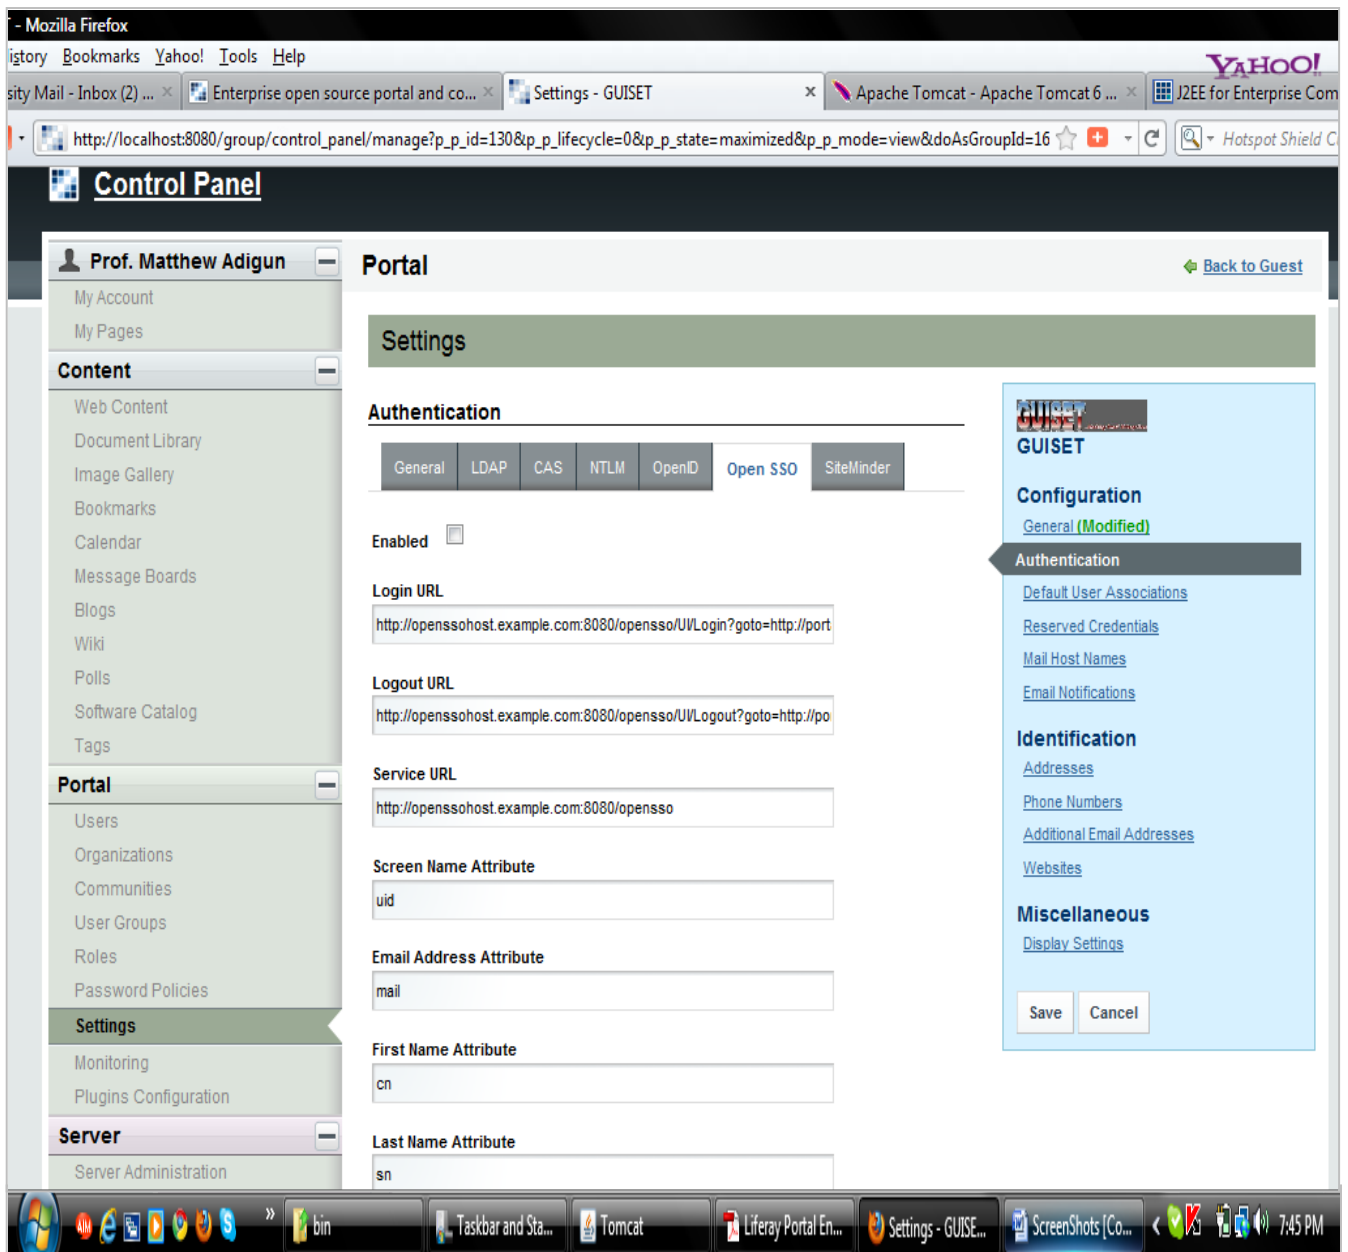 - Mozilla Firefox
istory Bookmarks Yahoo! Tools Help
YAHOO!
sity Mail - Inbox (2) ... × Enterprise open source portal and co... × Settings - GUISET × Apache Tomcat - Apache Tomcat 6 ... × J2EE for Enterprise Com
http://localhost:8080/group/control_panel/manage?p_p_id=130&p_p_lifecycle=0&p_p_state=maximized&p_p_mode=view&doAsGroupId=16 Hotspot Shield C
Control Panel
Prof. Matthew Adigun
My Account
My Pages
Content
Web Content
Document Library
Image Gallery
Bookmarks
Calendar
Message Boards
Blogs
Wiki
Polls
Software Catalog
Tags
Portal
Users
Organizations
Communities
User Groups
Roles
Password Policies
Settings
Monitoring
Plugins Configuration
Server
Server Administration
Portal
Back to Guest
Settings
Authentication
General LDAP CAS NTLM OpenID Open SSO SiteMinder
Enabled
Login URL
http://openssohost.example.com:8080/opensso/UI/Login?goto=http://port
Logout URL
http://openssohost.example.com:8080/opensso/UI/Logout?goto=http://po
Service URL
http://openssohost.example.com:8080/opensso
Screen Name Attribute
uid
Email Address Attribute
mail
First Name Attribute
cn
Last Name Attribute
sn
GUISET
GUISET
Configuration
General (Modified)
Authentication
Default User Associations
Reserved Credentials
Mail Host Names
Email Notifications
Identification
Addresses
Phone Numbers
Additional Email Addresses
Websites
Miscellaneous
Display Settings
Save Cancel
AIM » bin Taskbar and Sta... Tomcat Liferay Portal En... Settings - GUISE... ScreenShots [Co... 7:45 PM